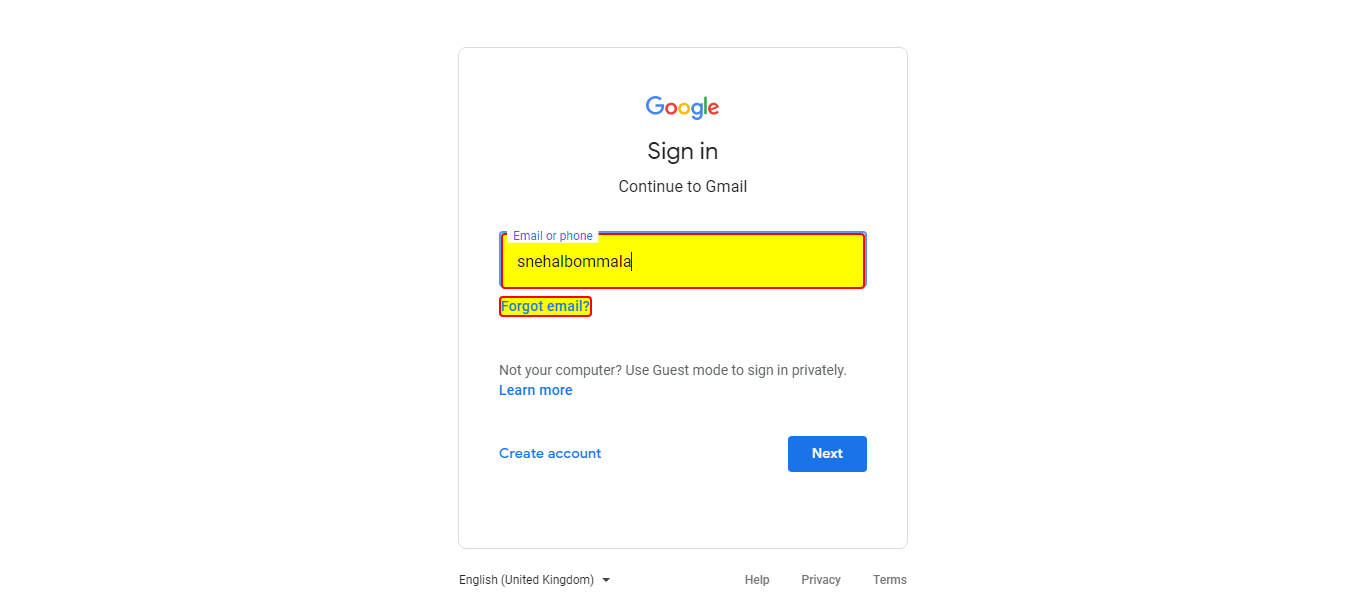 Google
Sign in
Continue to Gmail
Email or phone
snehalbommala
Forgot email?
Not your computer? Use Guest mode to sign in privately.
Learn more
Create account
Next
English (United Kingdom)
Help
Privacy
Terms